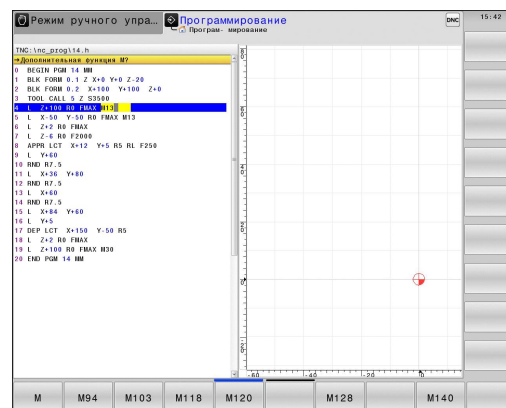 Режим ручного упра…
Программирование
Програм- мирование
DNC
15:42
TNC:\nc_prog\14.h
→Дополнительная функция M?
0 BEGIN PGM 14 MM
1 BLK FORM 0.1 Z X+0 Y+0 Z-20
2 BLK FORM 0.2 X+100 Y+100 Z+0
3 TOOL CALL 5 Z S3500
4 L Z+100 R0 FMAX M13
5 L X-50 Y-50 R0 FMAX M13
6 L Z+2 R0 FMAX
7 L Z-6 R0 F2000
8 APPR LCT X+12 Y+5 R5 RL F250
9 L Y+60
10 RND R7.5
11 L X+36 Y+80
12 RND R7.5
13 L X+60
14 RND R7.5
15 L X+84 Y+60
16 L Y+5
17 DEP LCT X+150 Y-50 R5
18 L Z+2 R0 FMAX
19 L Z+100 R0 FMAX M30
20 END PGM 14 MM
-60 -40 -20 0
M M94 M103 M118 M120 M128 M140